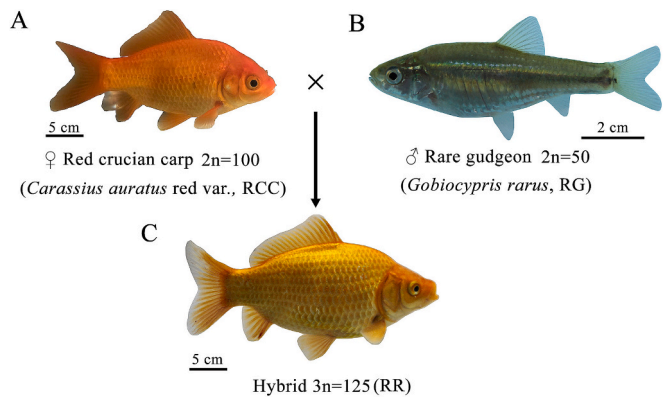 A
B
×
5 cm
2 cm
♀ Red crucian carp 2n=100
♂ Rare gudgeon 2n=50
(Carassius auratus red var., RCC)
(Gobiocypris rarus, RG)
C
5 cm
Hybrid 3n=125 (RR)